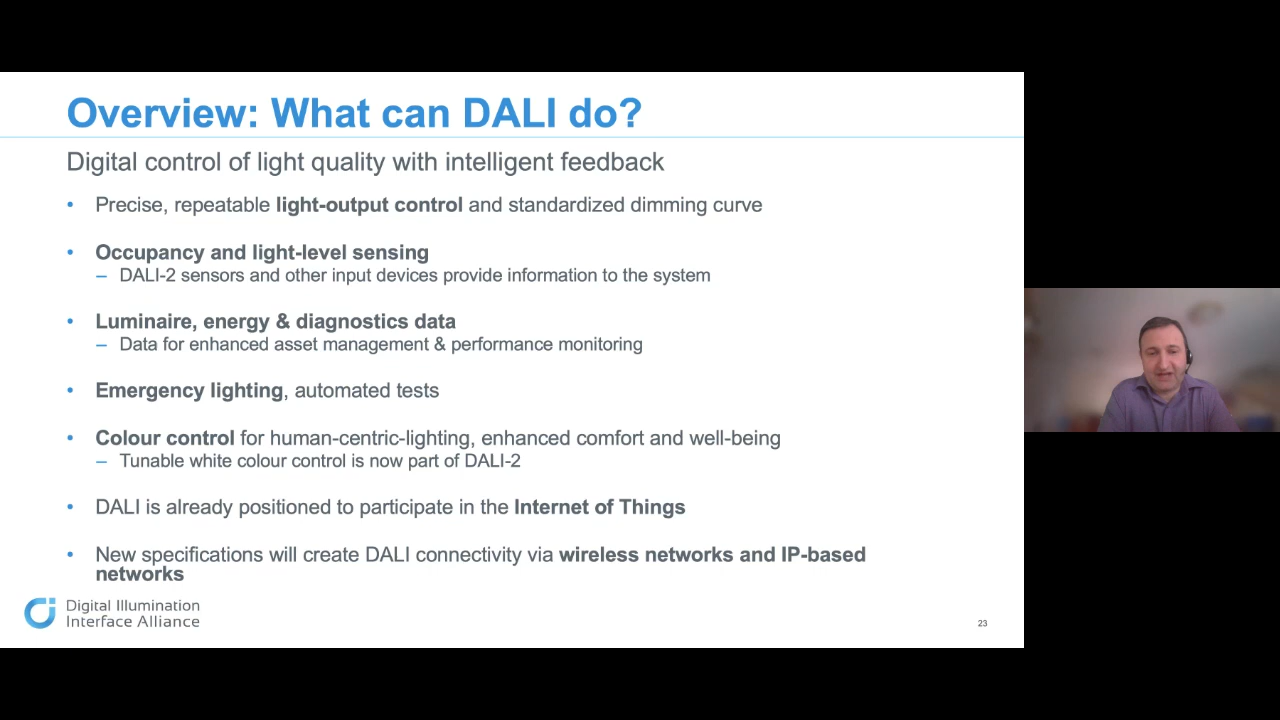 Overview: What can DALI do?
Digital control of light quality with intelligent feedback
• Precise, repeatable light-output control and standardized dimming curve
• Occupancy and light-level sensing
– DALI-2 sensors and other input devices provide information to the system
• Luminaire, energy & diagnostics data
– Data for enhanced asset management & performance monitoring
• Emergency lighting, automated tests
• Colour control for human-centric-lighting, enhanced comfort and well-being
– Tunable white colour control is now part of DALI-2
• DALI is already positioned to participate in the Internet of Things
• New specifications will create DALI connectivity via wireless networks and IP-based
networks
Digital Illumination
Interface Alliance
23